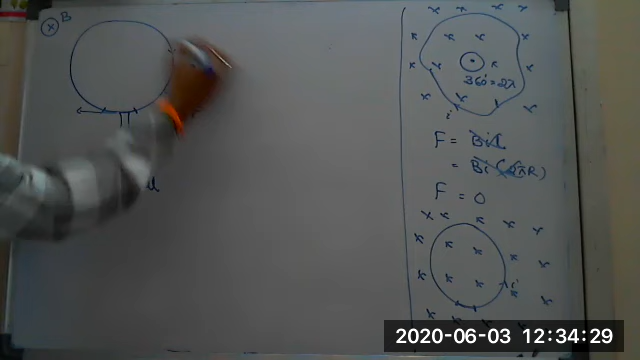 B
360° = 2π
i
F = BiL
= Bi(2πR)
F = 0
i
2020-06-03 12:34:29